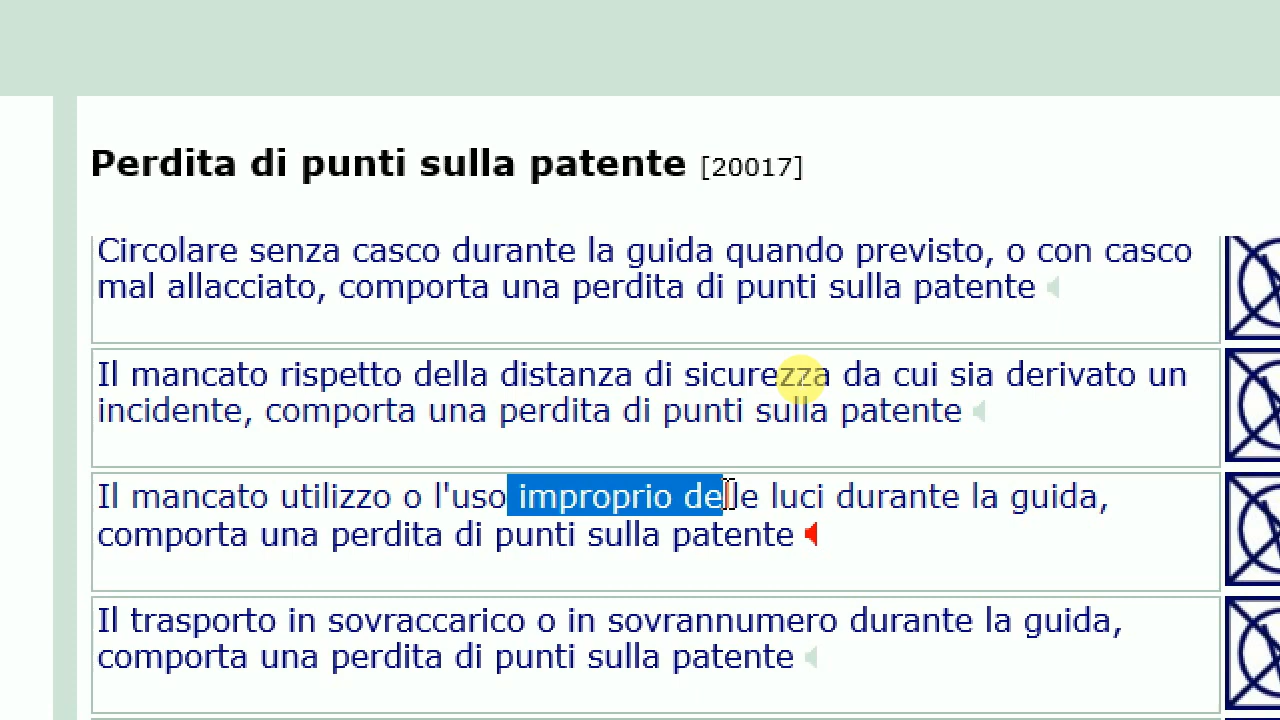 Perdita di punti sulla patente [20017]
Circolare senza casco durante la guida quando previsto, o con casco
mal allacciato, comporta una perdita di punti sulla patente
Il mancato rispetto della distanza di sicurezza da cui sia derivato un
incidente, comporta una perdita di punti sulla patente
Il mancato utilizzo o l'uso improprio delle luci durante la guida,
comporta una perdita di punti sulla patente
Il trasporto in sovraccarico o in sovrannumero durante la guida,
comporta una perdita di punti sulla patente